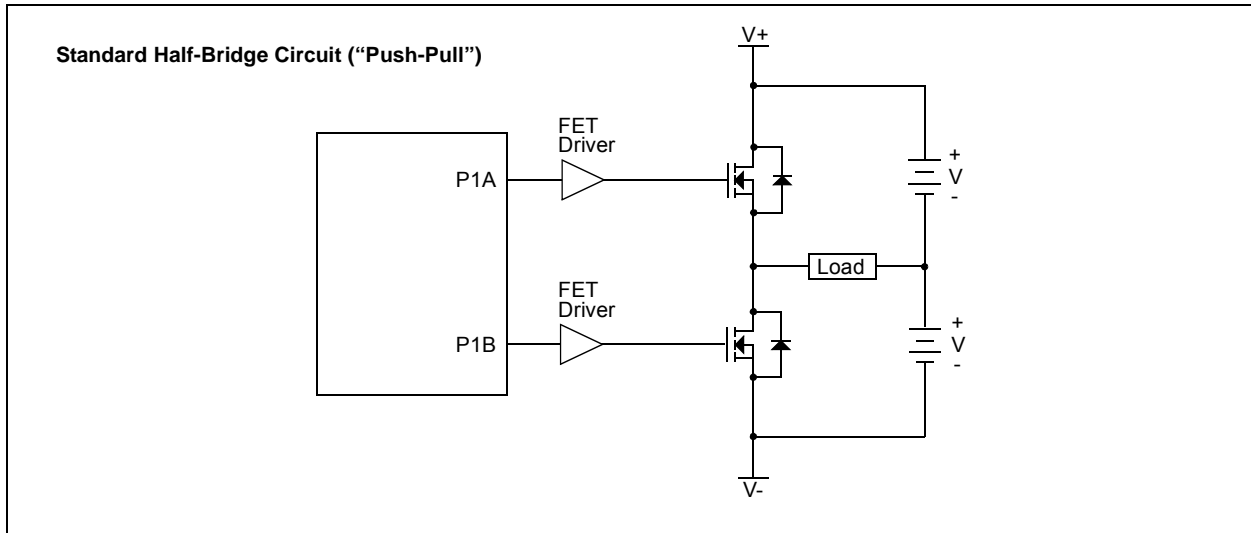 Standard Half-Bridge Circuit (“Push-Pull”)
V+
FET
Driver
P1A
+
V
-
Load
FET
Driver
P1B
+
V
-
V-